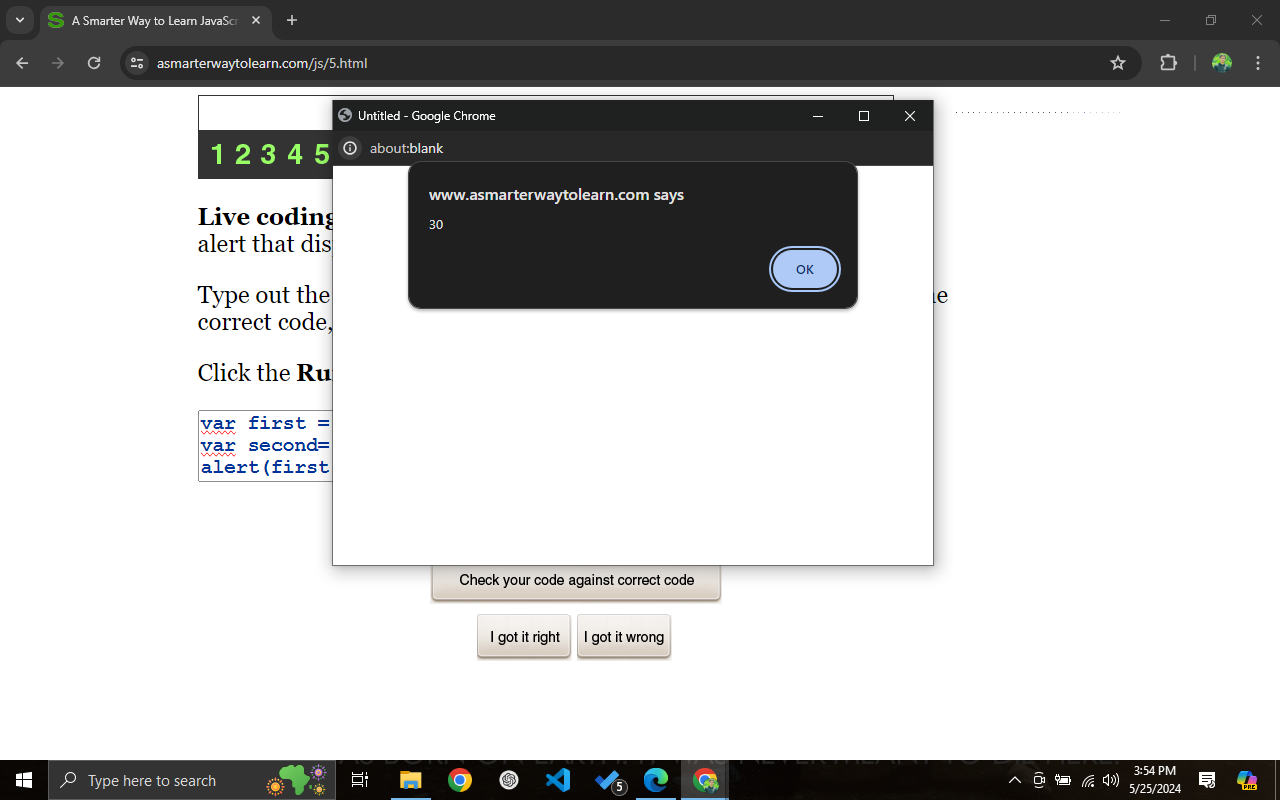 A Smarter Way to Learn JavaScr
asmarterwaytolearn.com/js/5.html
Untitled - Google Chrome
about:blank
1 2 3 4 5
www.asmarterwaytolearn.com says
30
OK
Live coding
alert that dis
Type out the
correct code,
Click the Ru
var first =
var second=
alert(first
Check your code against correct code
I got it right
I got it wrong
Type here to search
5
3:54 PM
5/25/2024
PRE